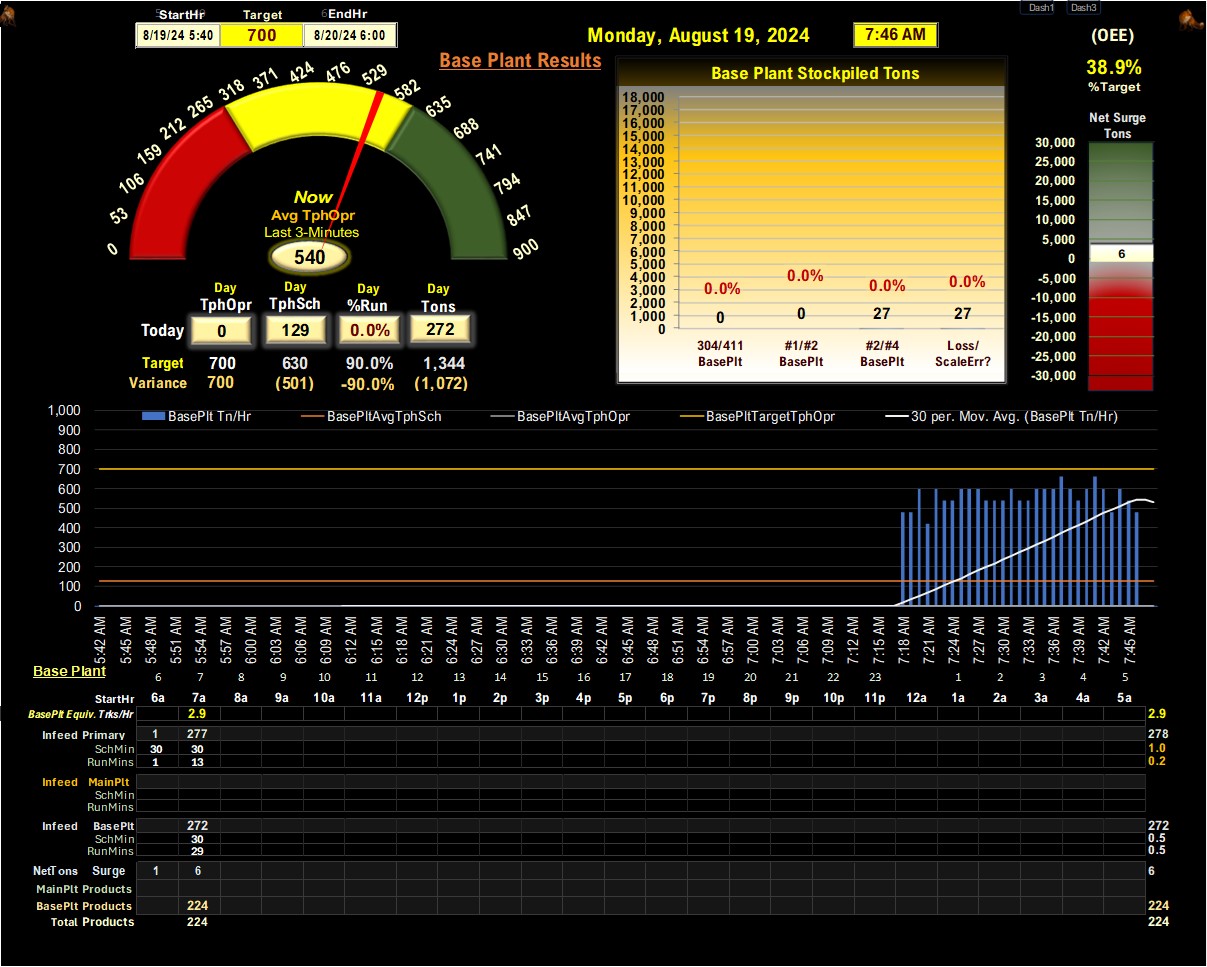 StartHr Target EndHr
8/19/24 5:40 700 8/20/24 6:00
Dash1 Dash3
Monday, August 19, 2024 7:46 AM
(OEE)
38.9%
%Target
Base Plant Results
0 53 106 159 212 265 318 371 424 476 529 582 635 688 741 794 847 900
Now
Avg TphOpr
Last 3-Minutes
540
Day Day Day Day
TphOpr TphSch %Run Tons
Today 0 129 0.0% 272
Target 700 630 90.0% 1,344
Variance 700 (501) -90.0% (1,072)
Base Plant Stockpiled Tons
18,000
17,000
16,000
15,000
14,000
13,000
12,000
11,000
10,000
9,000
8,000
7,000
6,000
5,000
4,000
3,000
2,000
1,000
0
0.0% 0.0% 0.0% 0.0%
0 0 27 27
304/411 #1/#2 #2/#4 Loss/
BasePlt BasePlt BasePlt ScaleErr?
Net Surge
Tons
30,000
25,000
20,000
15,000
10,000
5,000
0 6
-5,000
-10,000
-15,000
-20,000
-25,000
-30,000
BasePlt Tn/Hr BasePltAvgTphSch BasePltAvgTphOpr BasePltTargetTphOpr 30 per. Mov. Avg. (BasePlt Tn/Hr)
1,000
900
800
700
600
500
400
300
200
100
0
5:42 AM 5:45 AM 5:48 AM 5:51 AM 5:54 AM 5:57 AM 6:00 AM 6:03 AM 6:06 AM 6:09 AM 6:12 AM 6:15 AM 6:18 AM 6:21 AM 6:24 AM 6:27 AM 6:30 AM 6:33 AM 6:36 AM 6:39 AM 6:42 AM 6:45 AM 6:48 AM 6:51 AM 6:54 AM 6:57 AM 7:00 AM 7:03 AM 7:06 AM 7:09 AM 7:12 AM 7:15 AM 7:18 AM 7:21 AM 7:24 AM 7:27 AM 7:30 AM 7:33 AM 7:36 AM 7:39 AM 7:42 AM 7:45 AM
Base Plant
6 7 8 9 10 11 12 13 14 15 16 17 18 19 20 21 22 23 1 2 3 4 5
StartHr 6a 7a 8a 9a 10a 11a 12p 1p 2p 3p 4p 5p 6p 7p 8p 9p 10p 11p 12a 1a 2a 3a 4a 5a
BasePlt Equiv. Trks/Hr 2.9 2.9
Infeed Primary 1 277 278
SchMin 30 30 1.0
RunMins 1 13 0.2
Infeed MainPlt
SchMin
RunMins
Infeed BasePlt 272 272
SchMin 30 0.5
RunMins 29 0.5
NetTons Surge 1 6 6
MainPlt Products
BasePlt Products 224 224
Total Products 224 224